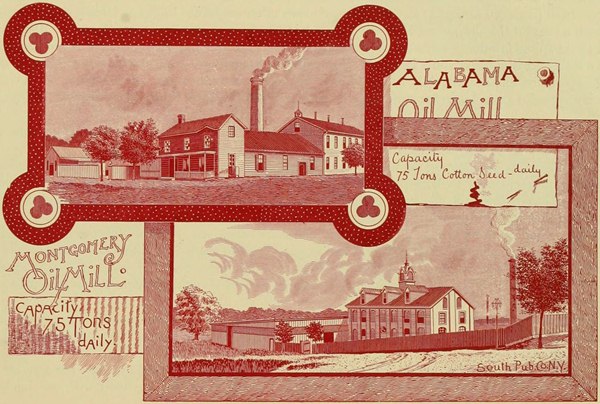 ALABAMA
Oil Mill
Capacity
75 Tons Cotton Seed - daily
MONTGOMERY
OIL MILL.
CAPACITY
75 TONS
DAILY.
South Pub. Co. N.Y.